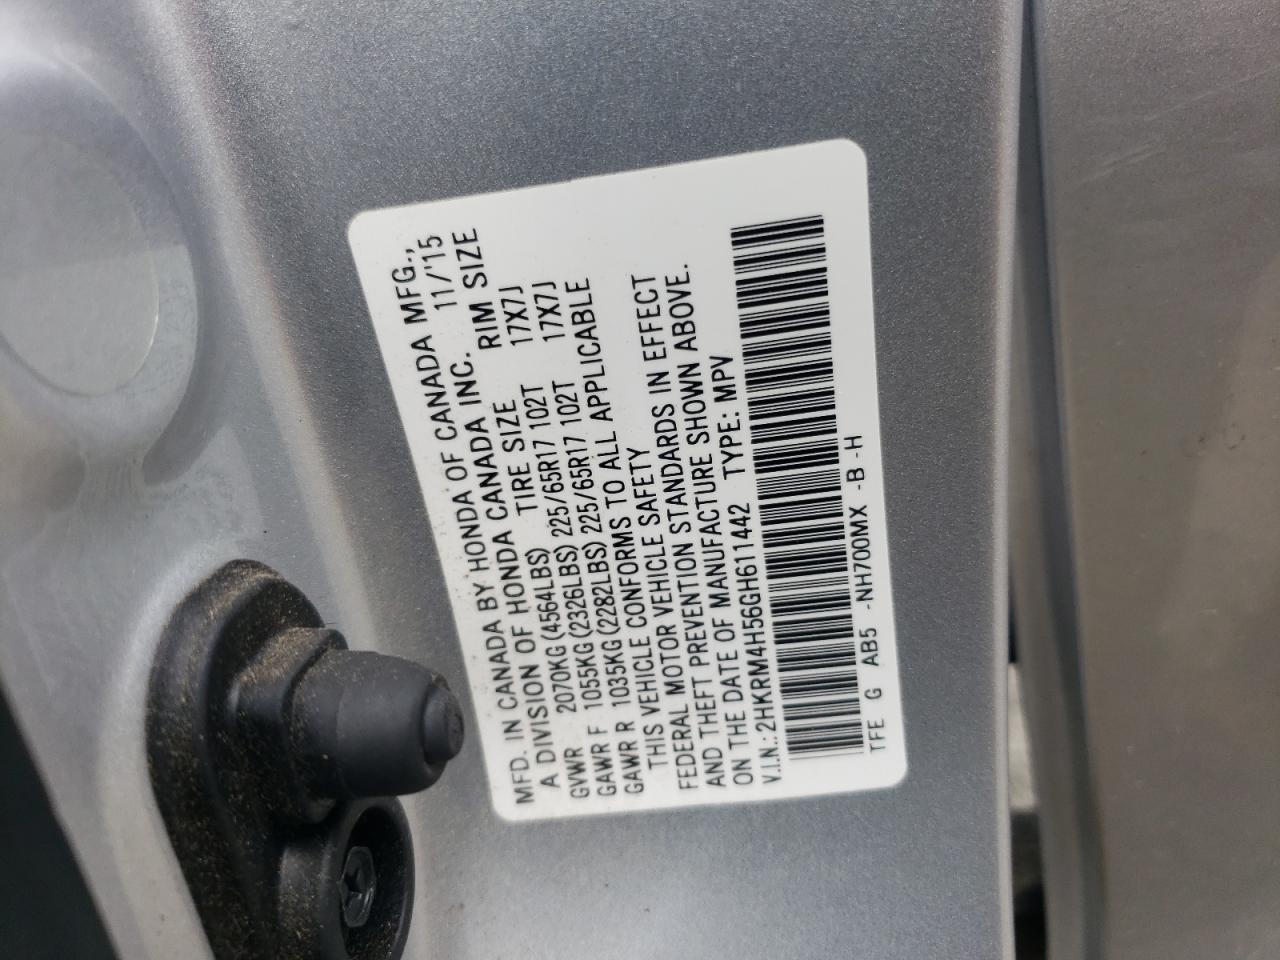 MFD. IN CANADA BY HONDA OF CANADA MFG.,
A DIVISION OF HONDA CANADA INC. 11/'15
TIRE SIZE RIM SIZE
GVWR 2070KG(4564LBS)
GAWR F 1055KG(2326LBS) 225/65R17 102T 17X7J
GAWR R 1035KG(2282LBS) 225/65R17 102T 17X7J
THIS VEHICLE CONFORMS TO ALL APPLICABLE
FEDERAL MOTOR VEHICLE SAFETY
AND THEFT PREVENTION STANDARDS IN EFFECT
ON THE DATE OF MANUFACTURE SHOWN ABOVE.
V.I.N.: 2HKRM4H56GH611442 TYPE: MPV
TFE G AB5 -NH700MX -B -H